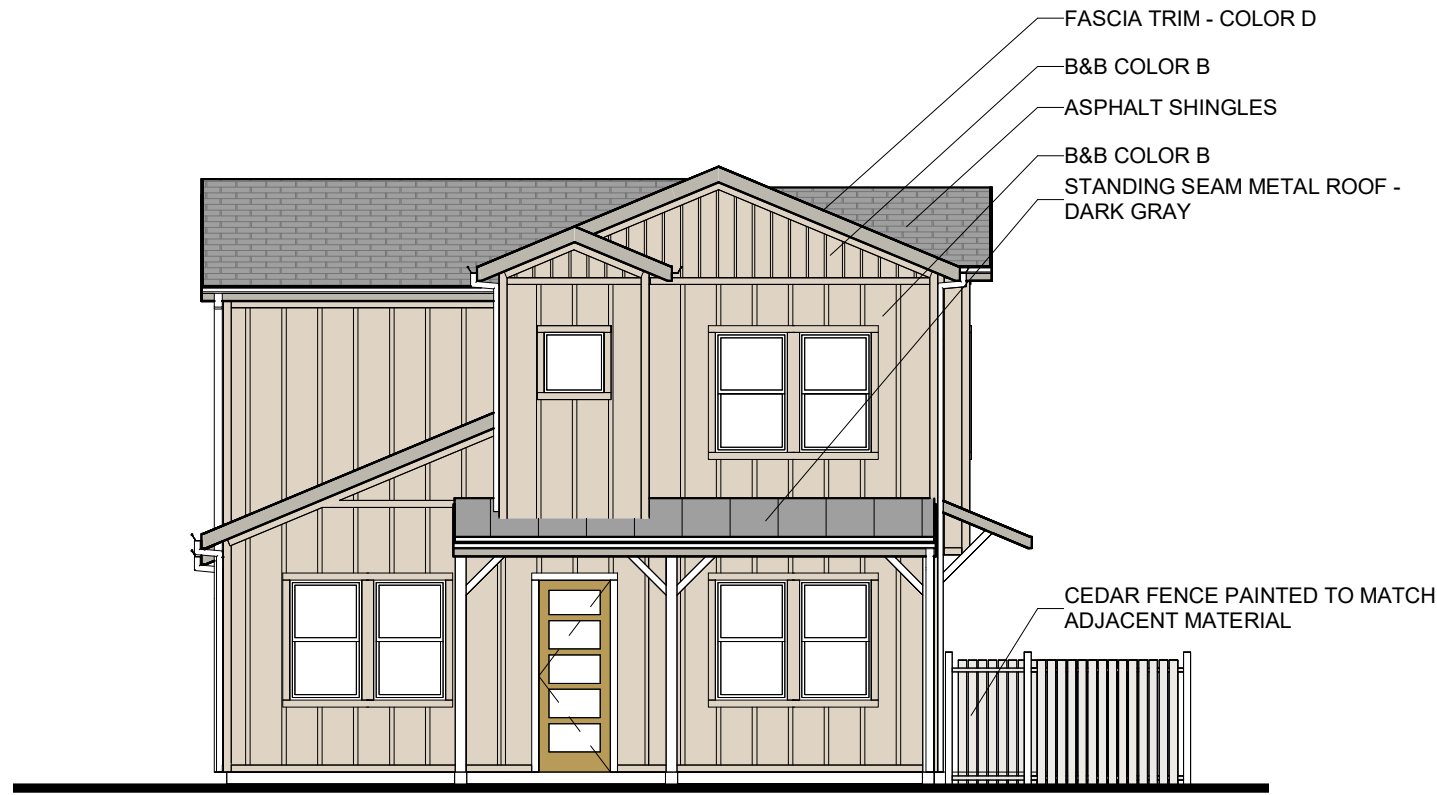 FASCIA TRIM - COLOR D
B&B COLOR B
ASPHALT SHINGLES
B&B COLOR B
STANDING SEAM METAL ROOF -
DARK GRAY
CEDAR FENCE PAINTED TO MATCH
ADJACENT MATERIAL